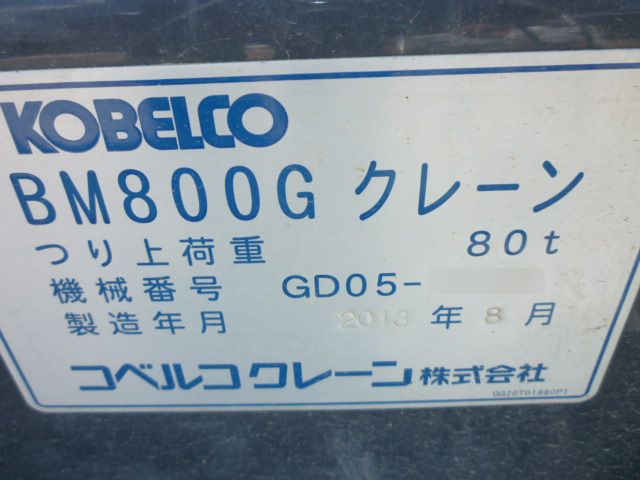 KOBELCO
BM800G クレーン
つり上荷重 80t
機械番号 GD05-
製造年月 2013 年 8 月
コベルコクレーン株式会社
GG20T01880P1